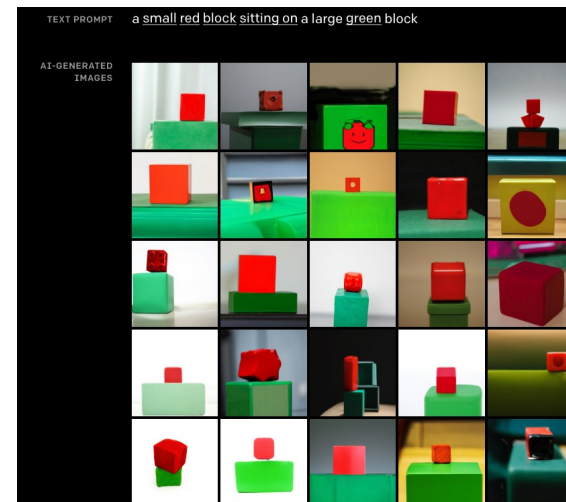 TEXT PROMPT a small red block sitting on a large green block
AI-GENERATED
IMAGES